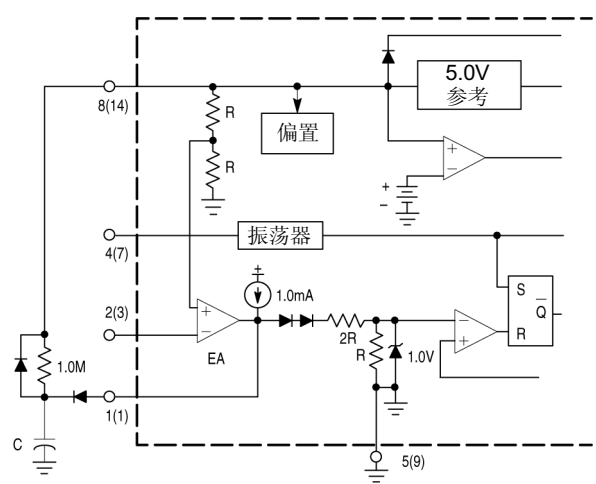 5.0V
参考
8(14)
R
偏置
+
−
R
+
−
振荡器
4(7)
S
Q
R
2(3)
+
−
EA
1.0mA
2R
R
1.0V
−
+
1.0M
1(1)
C
5(9)